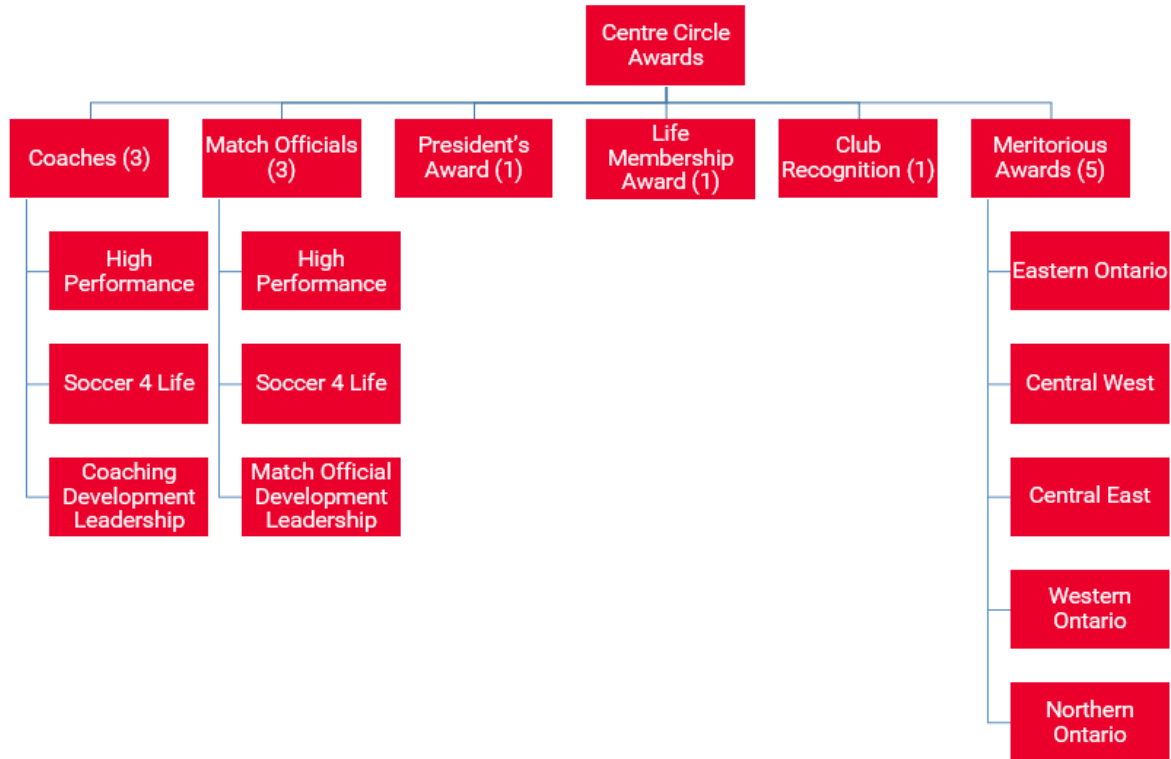 Centre Circle
Awards
Coaches (3)
Match Officials
(3)
President's
Award (1)
Life
Membership
Award (1)
Club
Recognition (1)
Meritorious
Awards (5)
High
Performance
Soccer 4 Life
Coaching
Development
Leadership
High
Performance
Soccer 4 Life
Match Official
Development
Leadership
Eastern Ontario
Central West
Central East
Western
Ontario
Northern
Ontario